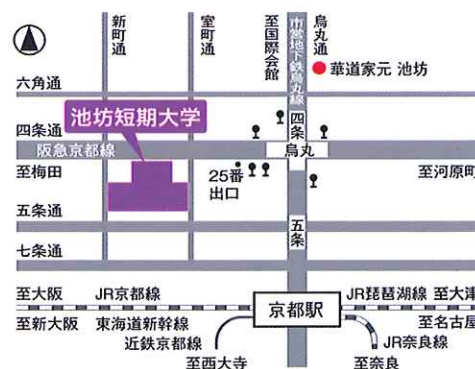 新町通
室町通
至国際会館
市営地下鉄烏丸線
烏丸通
華道家元 池坊
六角通
池坊短期大学
四条通
四条
阪急京都線
烏丸
至梅田
25番
出口
至河原町
五条通
五条
七条通
至大阪
JR京都線
京都駅
JR琵琶湖線
至大津
至新大阪
東海道新幹線
至名古屋
近鉄京都線
JR奈良線
至西大寺
至奈良